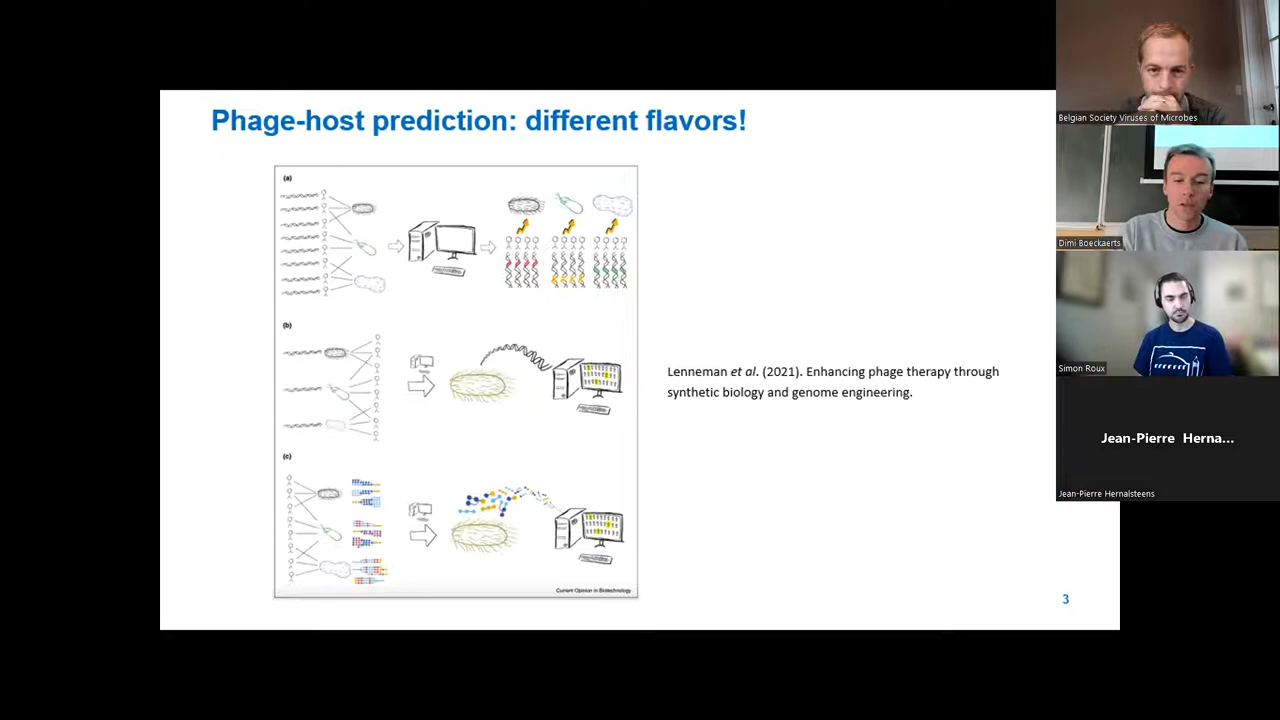 Phage-host prediction: different flavors!
(a)
(b)
(c)
Current Opinion in Biotechnology
Lenneman et al. (2021). Enhancing phage therapy through
synthetic biology and genome engineering.
3
Belgian Society Viruses of Microbes
Dimi Boeckaerts
Simon Roux
Jean-Pierre Herna...
Jean-Pierre Hernalsteens